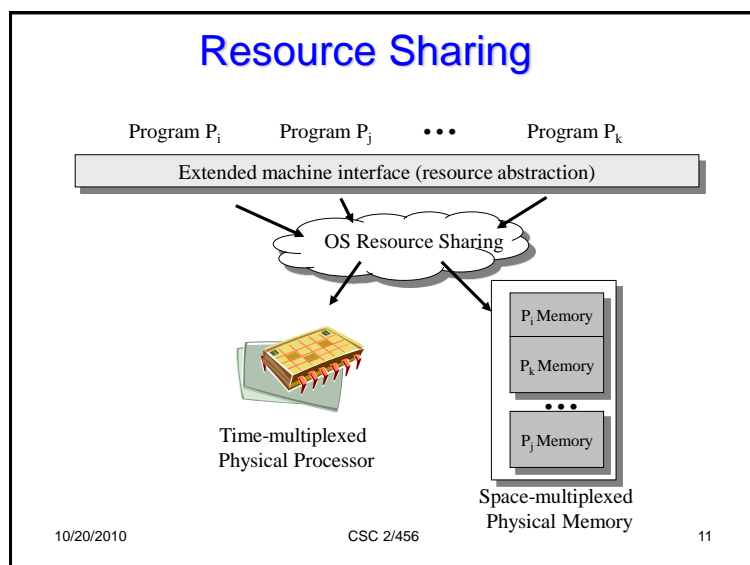 Resource Sharing
Program Pi Program Pj ••• Program Pk
Extended machine interface (resource abstraction)
OS Resource Sharing
Pi Memory
Pk Memory
•••
Pj Memory
Time-multiplexed
Physical Processor
Space-multiplexed
Physical Memory
10/20/2010 CSC 2/456 11